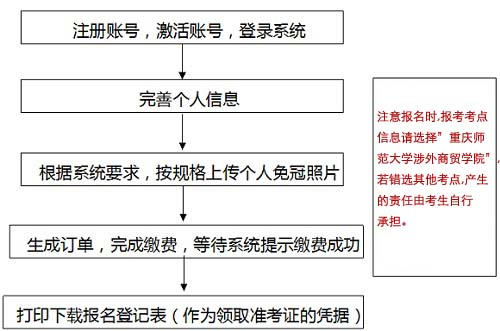 注册账号，激活账号，登录系统
完善个人信息
根据系统要求，按规格上传个人免冠照片
生成订单，完成缴费，等待系统提示缴费成功
打印下载报名登记表（作为领取准考证的凭据）
注意报名时,报考考点
信息请选择”重庆师
范大学涉外商贸学院”,
若错选其他考点,产生
的责任由考生自行
承担。